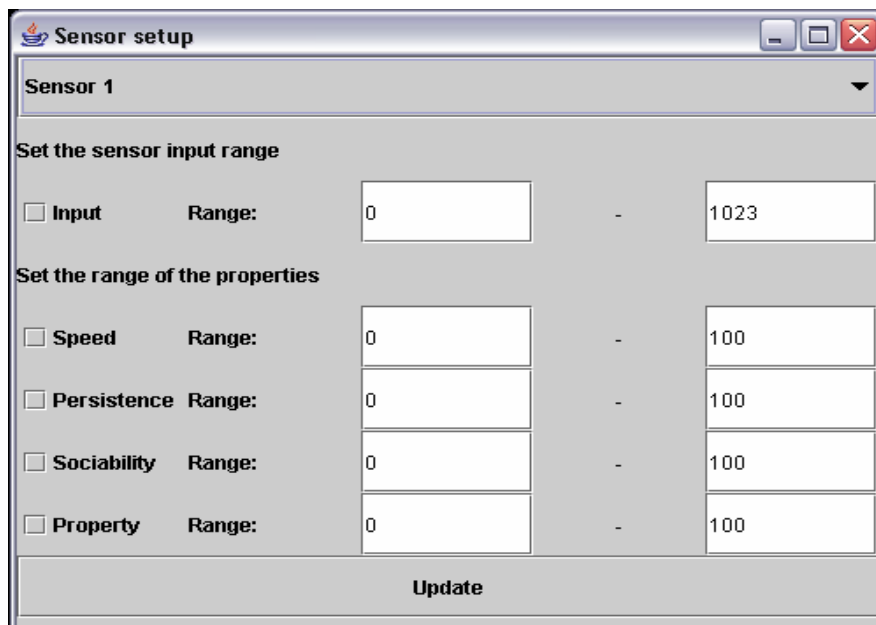 Sensor setup
Sensor 1
Set the sensor input range
Input Range: 0 - 1023
Set the range of the properties
Speed Range: 0 - 100
Persistence Range: 0 - 100
Sociability Range: 0 - 100
Property Range: 0 - 100
Update